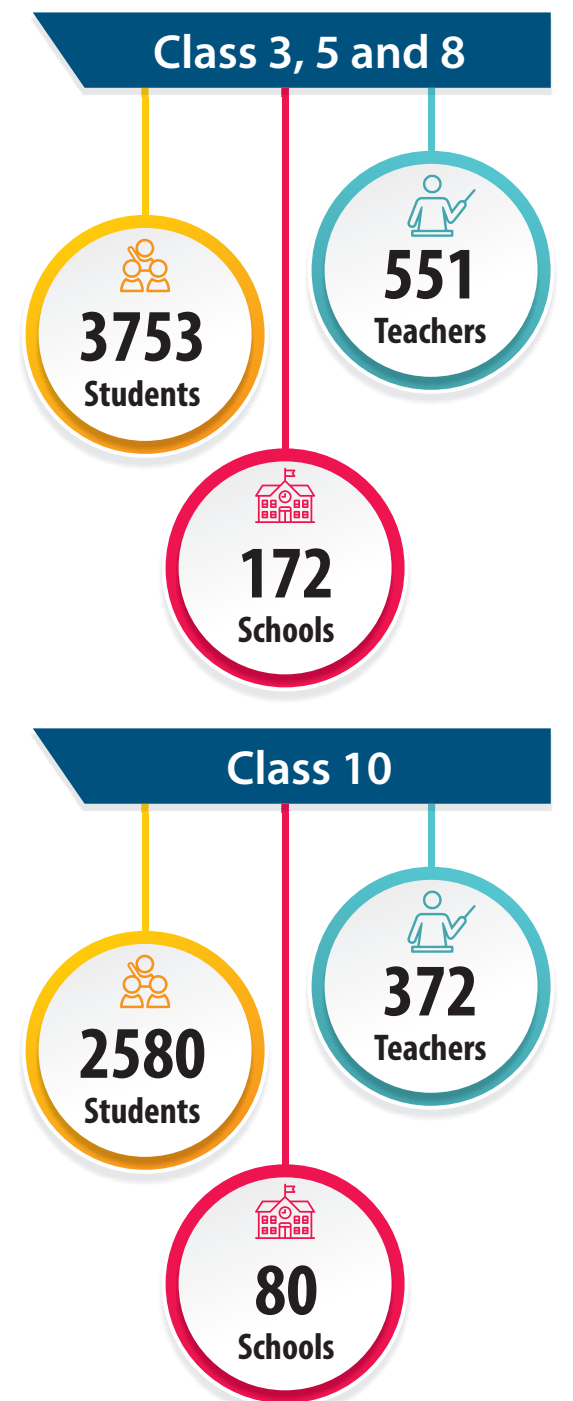 Class 3, 5 and 8
3753
Students
551
Teachers
172
Schools
Class 10
2580
Students
372
Teachers
80
Schools